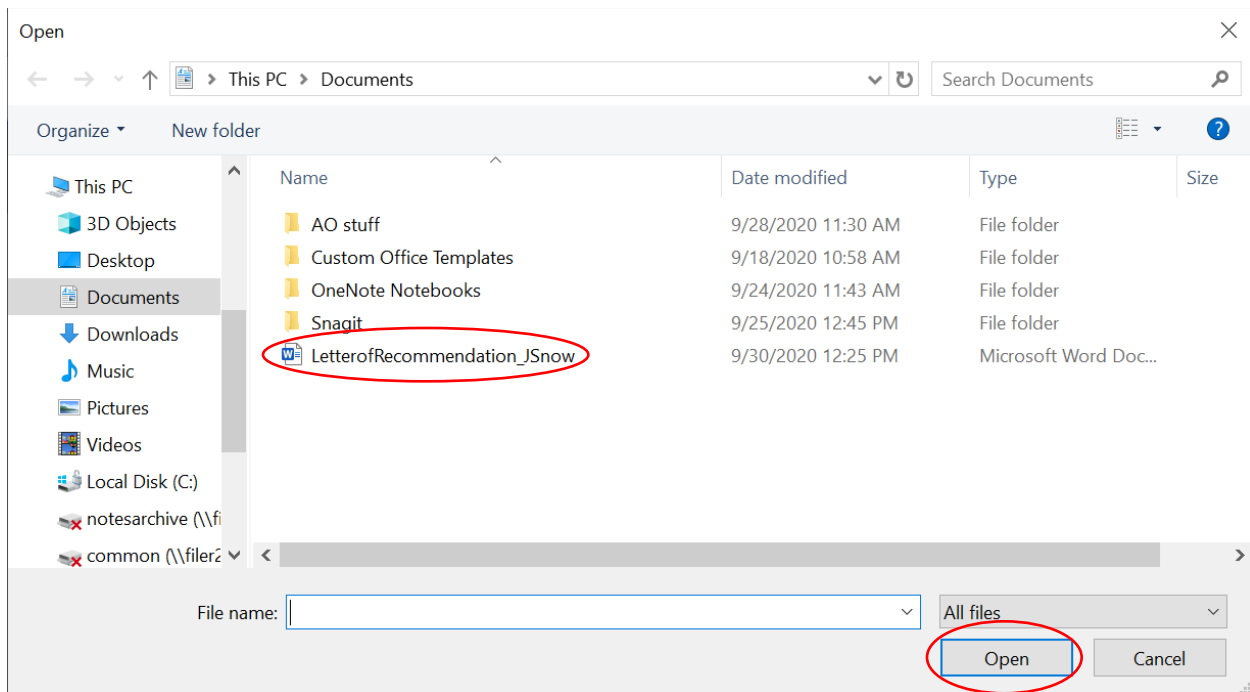 Open
This PC > Documents
Search Documents
Organize
New folder
?
Name
Date modified
Type
Size
This PC
3D Objects
Desktop
Documents
Downloads
Music
Pictures
Videos
Local Disk (C:)
notesarchive (\\fi
common (\\filer2
AO stuff 9/28/2020 11:30 AM File folder
Custom Office Templates 9/18/2020 10:58 AM File folder
OneNote Notebooks 9/24/2020 11:43 AM File folder
Snagit 9/25/2020 12:45 PM File folder
LetterofRecommendation_JSnow 9/30/2020 12:25 PM Microsoft Word Doc...
File name:
All files
Open
Cancel